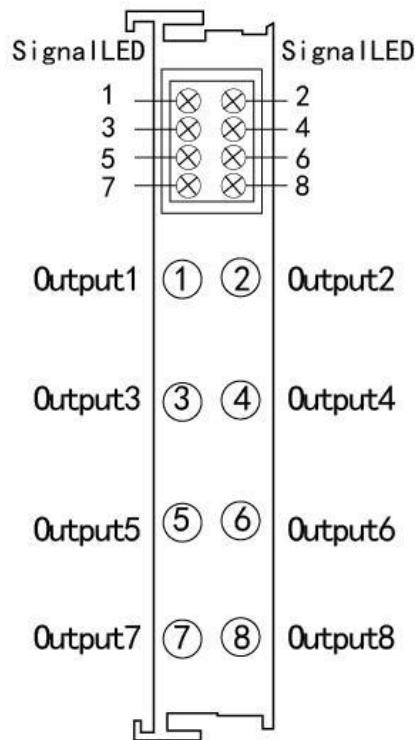 SignalLED SignalLED
1 2
3 4
5 6
7 8
Output1 1 2 Output2
Output3 3 4 Output4
Output5 5 6 Output6
Output7 7 8 Output8